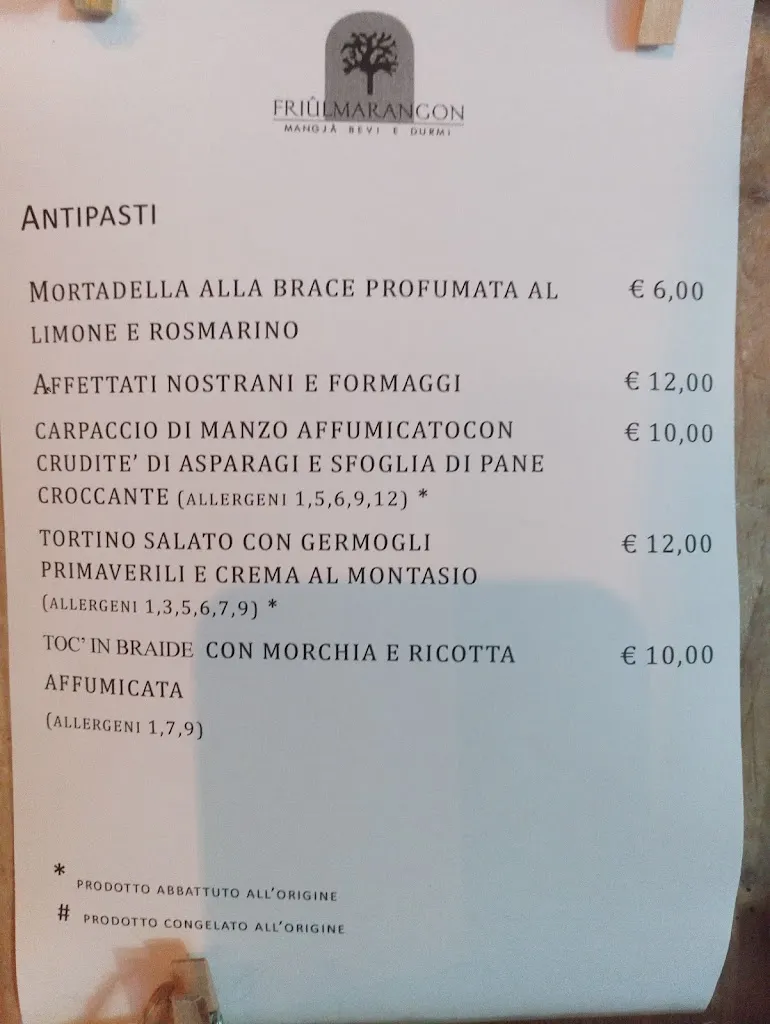 FRIÛLMARANGON
MANGJÂ BEVI E DURMÎ
ANTIPASTI
MORTADELLA ALLA BRACE PROFUMATA AL € 6,00
LIMONE E ROSMARINO
AFFETTATI NOSTRANI E FORMAGGI € 12,00
CARPACCIO DI MANZO AFFUMICATOCON € 10,00
CRUDITE' DI ASPARAGI E SFOGLIA DI PANE
CROCCANTE (ALLERGENI 1,5,6,9,12) *
TORTINO SALATO CON GERMOGLI € 12,00
PRIMAVERILI E CREMA AL MONTASIO
(ALLERGENI 1,3,5,6,7,9) *
TOC' IN BRAIDE CON MORCHIA E RICOTTA € 10,00
AFFUMICATA
(ALLERGENI 1,7,9)
* PRODOTTO ABBATTUTO ALL'ORIGINE
# PRODOTTO CONGELATO ALL'ORIGINE